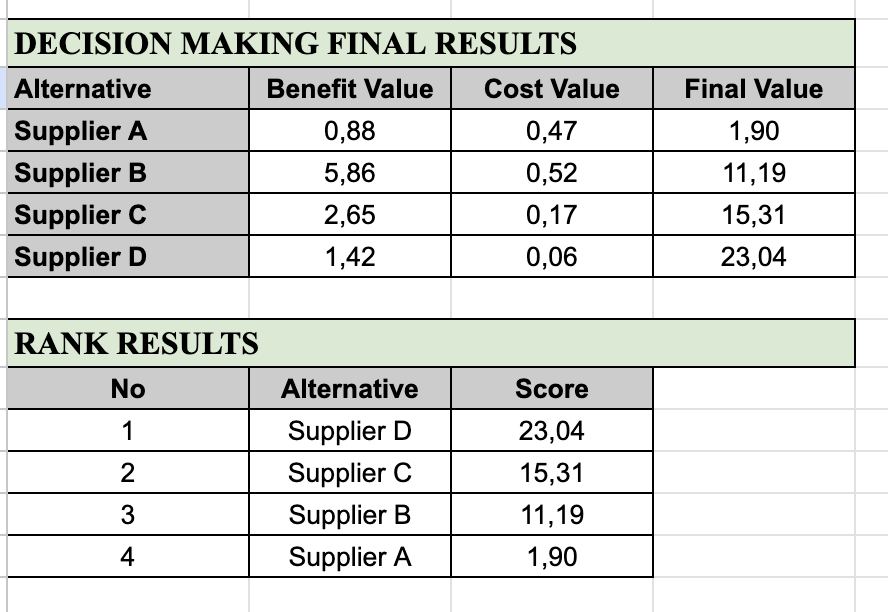 DECISION MAKING FINAL RESULTS
Alternative Benefit Value Cost Value Final Value
Supplier A 0,88 0,47 1,90
Supplier B 5,86 0,52 11,19
Supplier C 2,65 0,17 15,31
Supplier D 1,42 0,06 23,04
RANK RESULTS
No Alternative Score
1 Supplier D 23,04
2 Supplier C 15,31
3 Supplier B 11,19
4 Supplier A 1,90